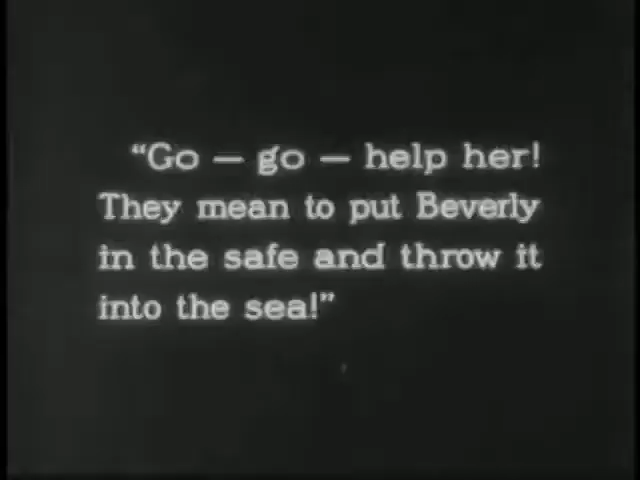 “Go — go — help her!
They mean to put Beverly
in the safe and throw it
into the sea!”